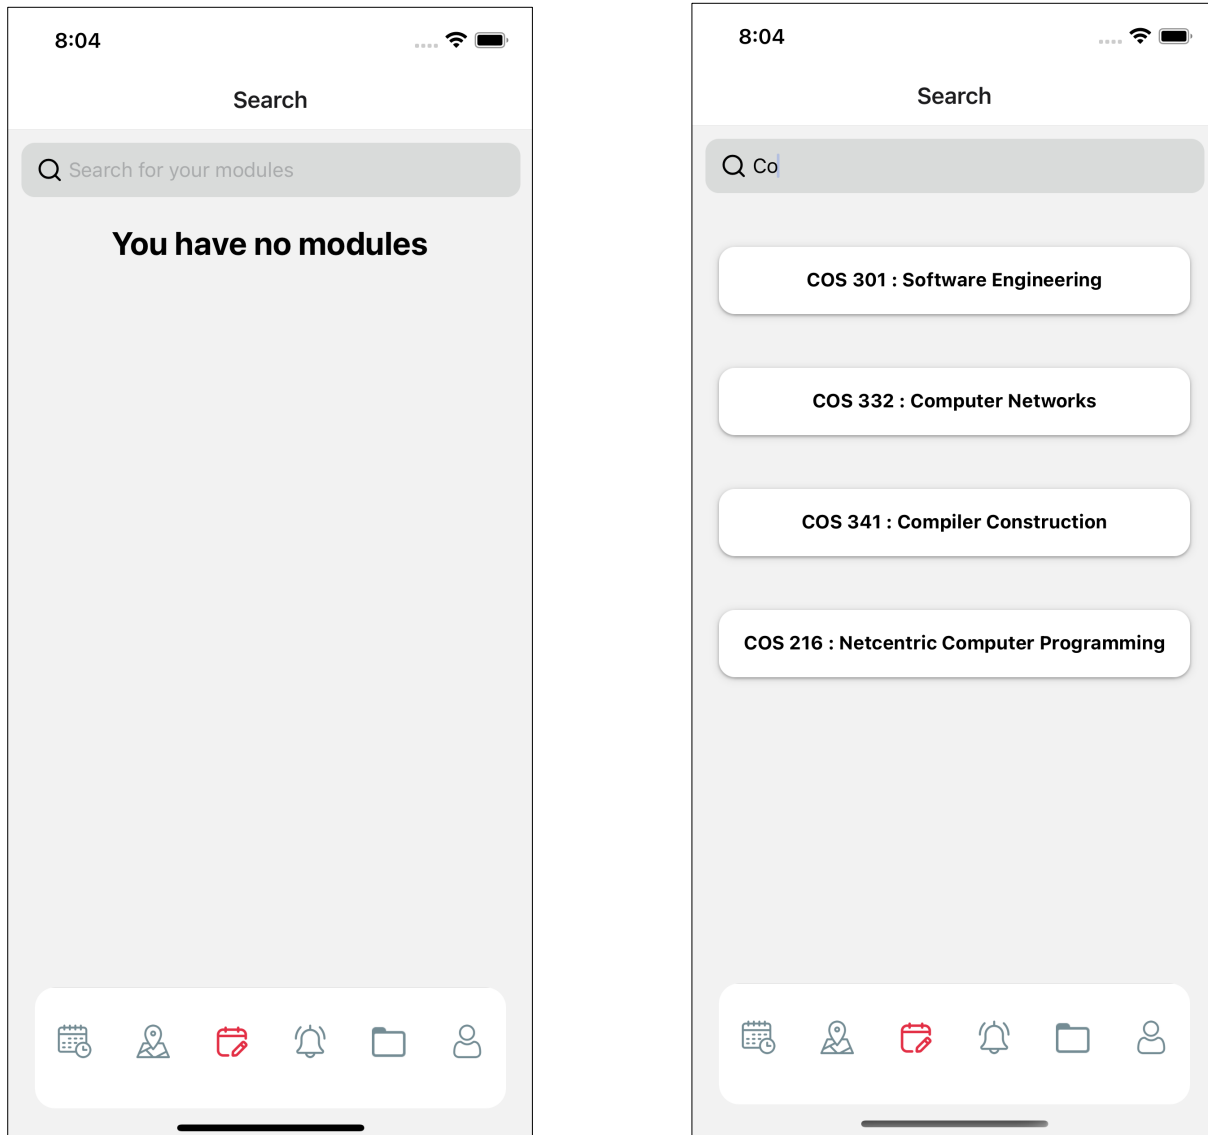 8:04
Search
Search for your modules
You have no modules
8:04
Search
Co
COS 301 : Software Engineering
COS 332 : Computer Networks
COS 341 : Compiler Construction
COS 216 : Netcentric Computer Programming